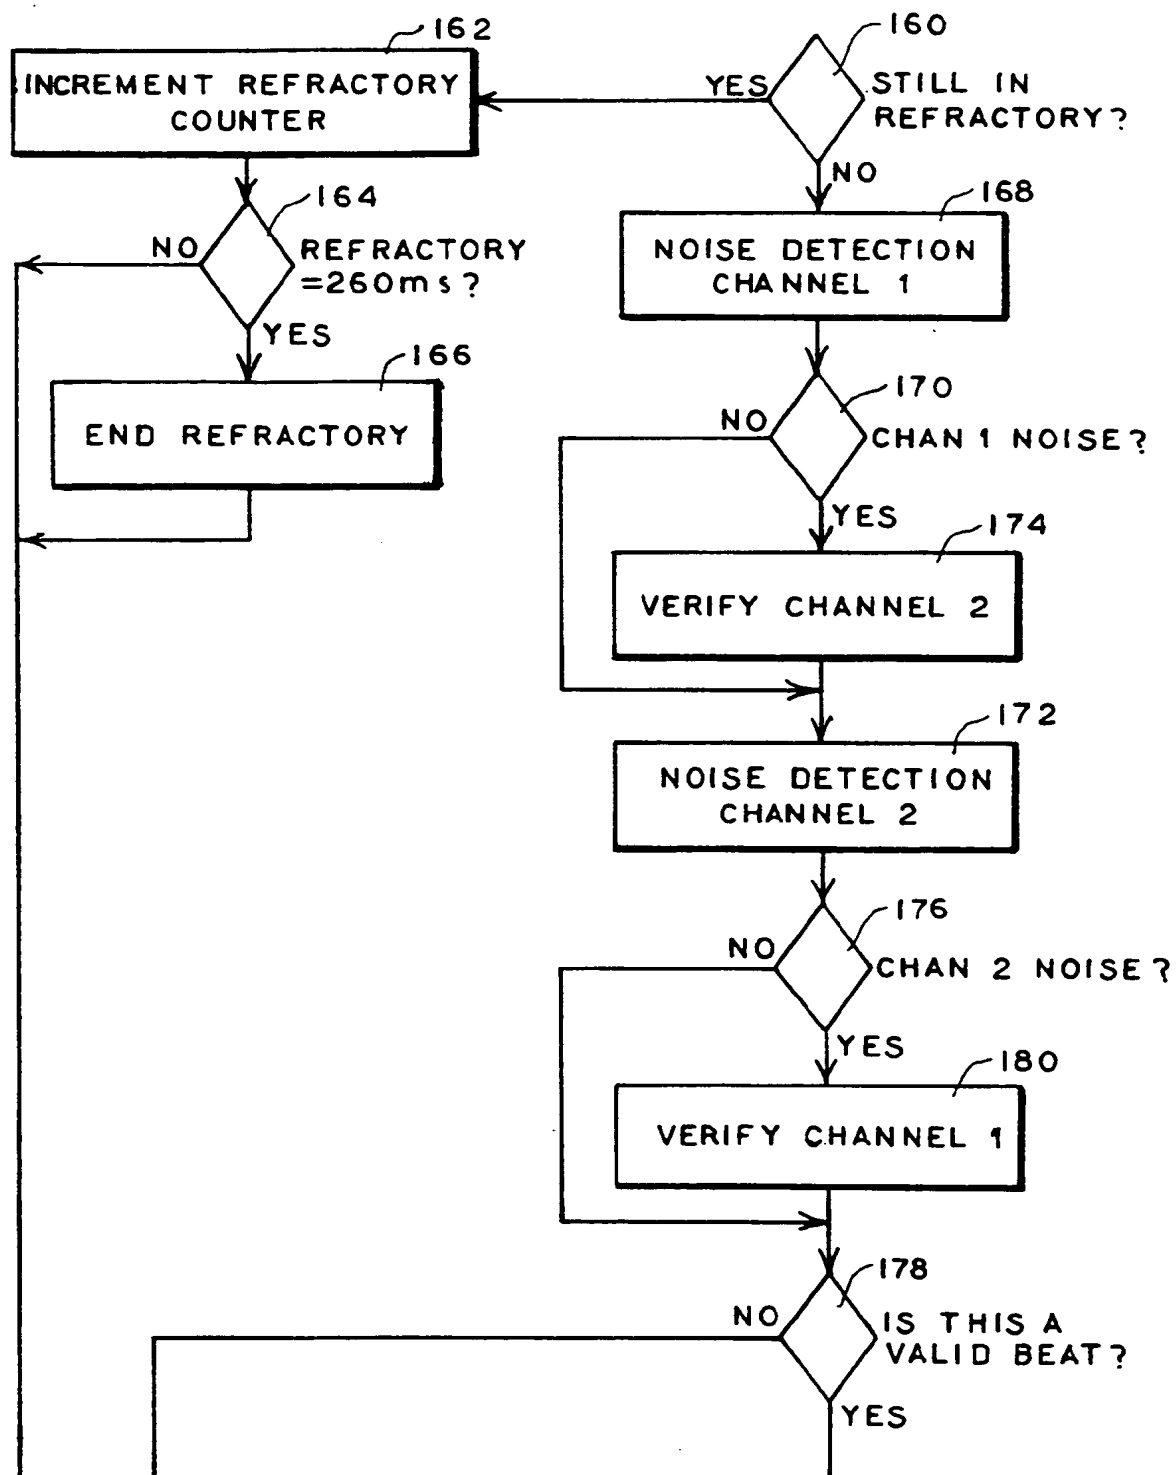 162
INCREMENT REFRACTORY
COUNTER
160
YES
STILL IN
REFRACTORY?
NO
164
NO
REFRACTORY
=260ms?
YES
166
END REFRACTORY
168
NOISE DETECTION
CHANNEL 1
170
NO
CHAN 1 NOISE?
YES
174
VERIFY CHANNEL 2
172
NOISE DETECTION
CHANNEL 2
176
NO
CHAN 2 NOISE?
YES
180
VERIFY CHANNEL 1
178
NO
IS THIS A
VALID BEAT?
YES